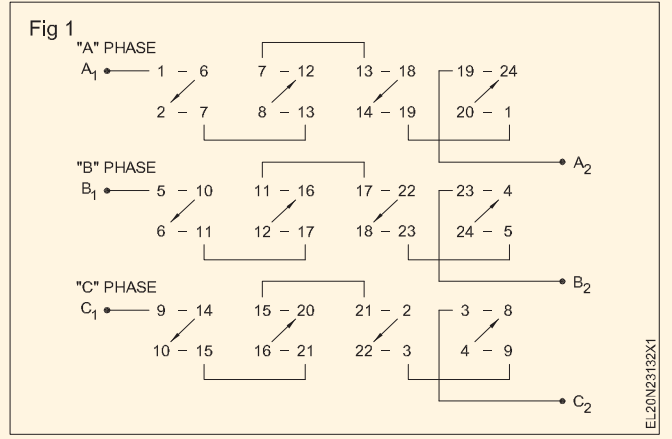 Fig 1
"A" PHASE
A1 1 – 6 7 – 12 13 – 18 19 – 24
2 – 7 8 – 13 14 – 19 20 – 1
A2
"B" PHASE
B1 5 – 10 11 – 16 17 – 22 23 – 4
6 – 11 12 – 17 18 – 23 24 – 5
B2
"C" PHASE
C1 9 – 14 15 – 20 21 – 2 3 – 8
10 – 15 16 – 21 22 – 3 4 – 9
C2
EL20N23132X1